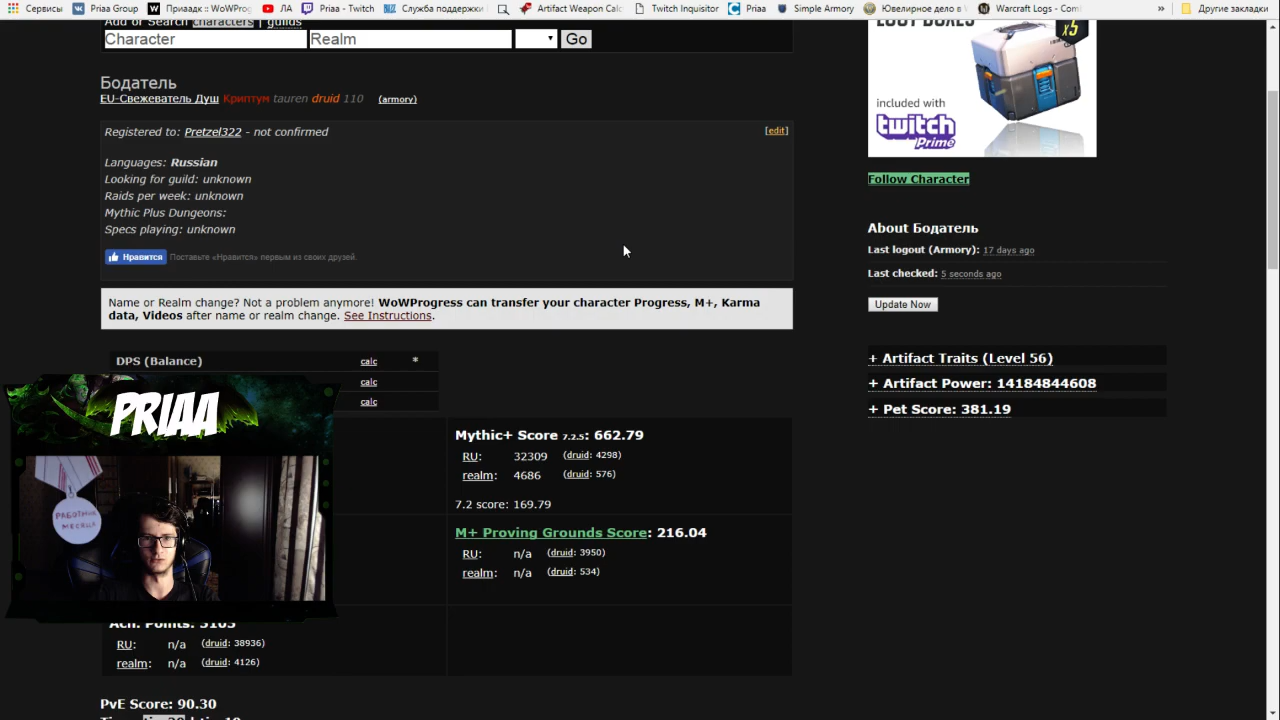 Сервисы Priaa Group Приаадк :: WoWProg ЛА Priaa - Twitch Служба поддержки Artifact Weapon Calc Twitch Inquisitor Priaa Simple Armory Ювелирное дело в Warcraft Logs - Com » Другие закладки
Add or Search characters | guilds
Character Realm Go
LOOT BOXES x5
included with
twitch
Prime
Бодатель
EU-Свежеватель Душ Криптум tauren druid 110 (armory)
Registered to: Pretzel322 - not confirmed [edit]
Languages: Russian
Looking for guild: unknown
Raids per week: unknown
Mythic Plus Dungeons:
Specs playing: unknown
Нравится Поставьте «Нравится» первым из своих друзей.
Follow Character
About Бодатель
Last logout (Armory): 17 days ago
Last checked: 5 seconds ago
Update Now
Name or Realm change? Not a problem anymore! WoWProgress can transfer your character Progress, M+, Karma
data, Videos after name or realm change. See Instructions.
DPS (Balance) calc *
calc
calc
+ Artifact Traits (Level 56)
+ Artifact Power: 14184844608
+ Pet Score: 381.19
PRIAA
РАБОТНИК
МЕСЯЦА
Mythic+ Score 7.2.5: 662.79
RU: 32309 (druid: 4298)
realm: 4686 (druid: 576)
7.2 score: 169.79
M+ Proving Grounds Score: 216.04
RU: n/a (druid: 3950)
realm: n/a (druid: 534)
Ach. Points: 5105
RU: n/a (druid: 38936)
realm: n/a (druid: 4126)
PvE Score: 90.30